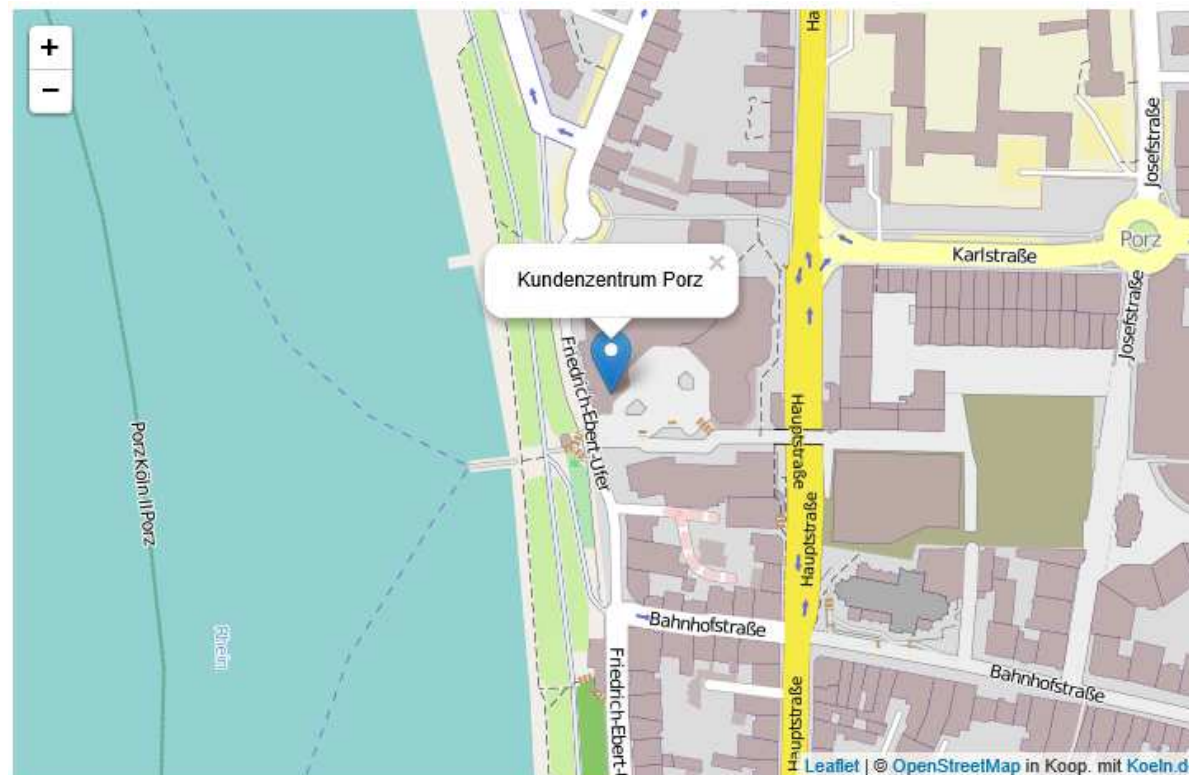 +
−
Ha
Josefstraße
Porz
Karlstraße
Kundenzentrum Porz
×
Josefstraße
Friedrich-Ebert-Ufer
Hauptstraße
Porz Köln II Porz
Hauptstraße
Rhein
Bahnhofstraße
Bahnhofstraße
Friedrich-Ebert-
Hauptstraße
Leaflet | © OpenStreetMap in Koop. mit Koeln.d